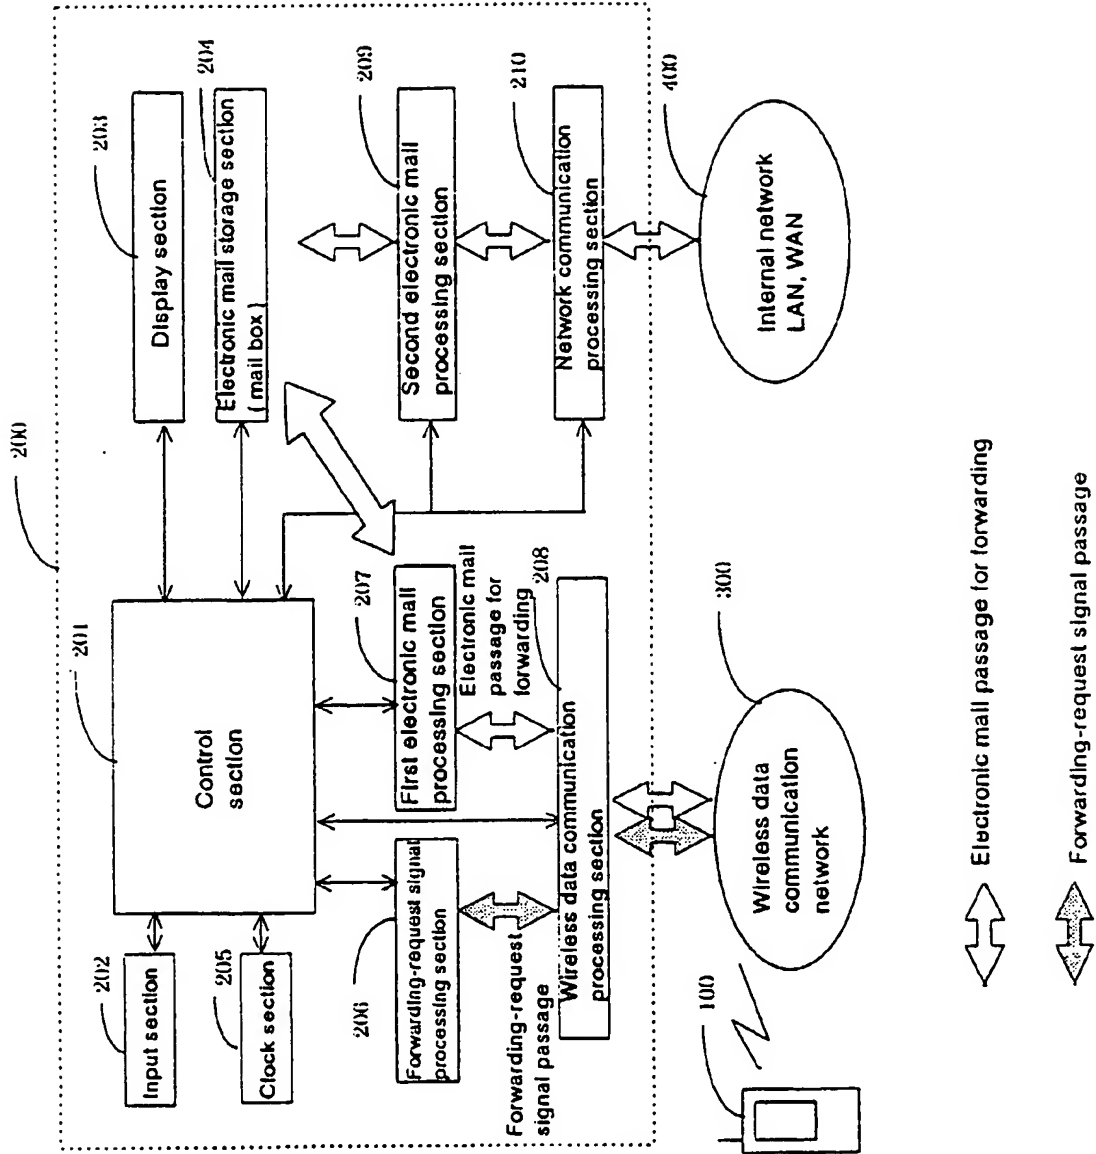 200
202
201
203
Input section
Control
section
Display section
205
204
Clock section
Electronic mail storage section
( mail box )
206
207
209
Forwarding-request signal
processing section
First electronic mail
processing section
Second electronic mail
processing section
Forwarding-request
signal passage
Electronic mail
passage for
forwarding
208
210
Wireless data communication
processing section
Network communication
processing section
100
300
400
Wireless data
communication
network
Internal network
LAN, WAN
Electronic mail passage for forwarding
Forwarding-request signal passage